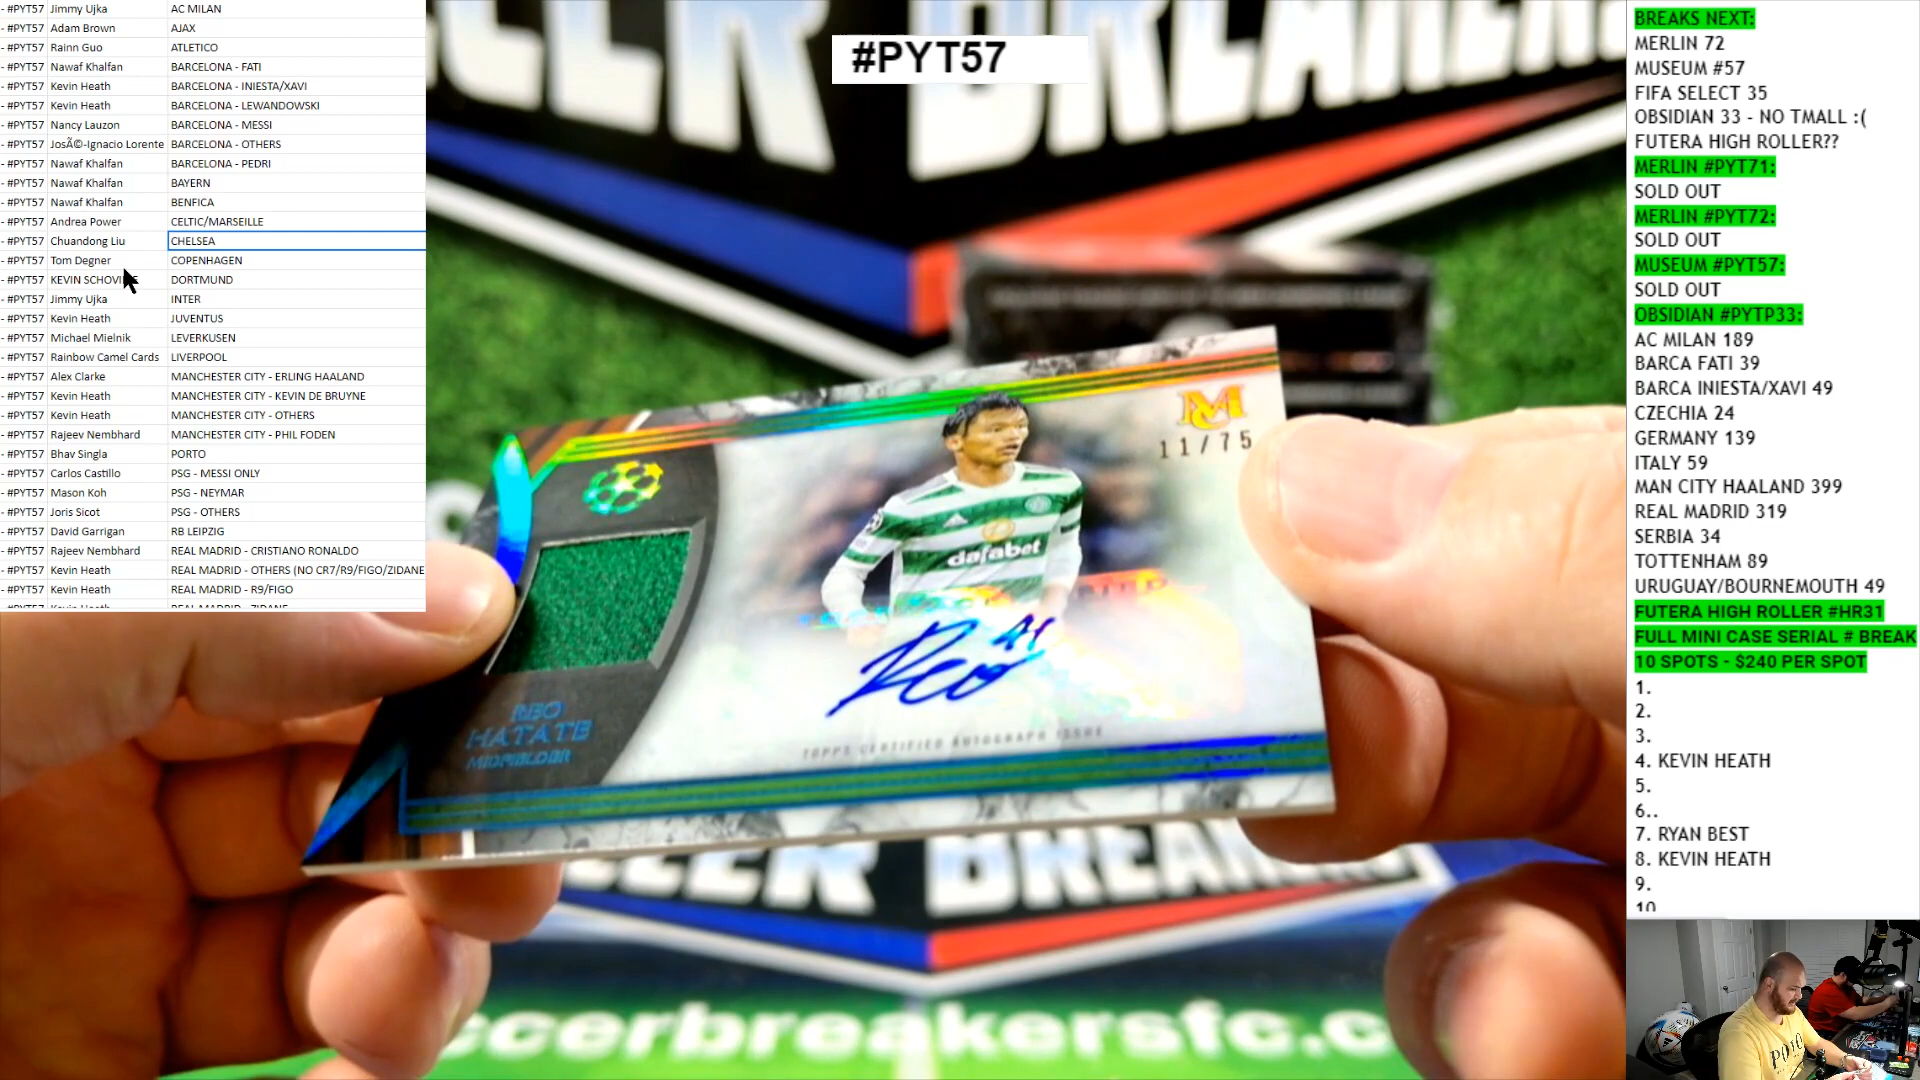 - #PYT57 Jimmy Ujka AC MILAN
- #PYT57 Adam Brown AJAX
- #PYT57 Rainn Guo ATLETICO
- #PYT57 Nawaf Khalfan BARCELONA - FATI
- #PYT57 Kevin Heath BARCELONA - INIESTA/XAVI
- #PYT57 Kevin Heath BARCELONA - LEWANDOWSKI
- #PYT57 Nancy Lauzon BARCELONA - MESSI
- #PYT57 JosÃ©-Ignacio Lorente BARCELONA - OTHERS
- #PYT57 Nawaf Khalfan BARCELONA - PEDRI
- #PYT57 Nawaf Khalfan BAYERN
- #PYT57 Nawaf Khalfan BENFICA
- #PYT57 Andrea Power CELTIC/MARSEILLE
- #PYT57 Chuandong Liu CHELSEA
- #PYT57 Tom Degner COPENHAGEN
- #PYT57 KEVIN DORTMUND
- #PYT57 Jimmy Ujka INTER
- #PYT57 Kevin Heath JUVENTUS
- #PYT57 Michael Mielnik LEVERKUSEN
- #PYT57 Rainbow Camel Cards LIVERPOOL
- #PYT57 Alex Clarke MANCHESTER CITY - ERLING HAALAND
- #PYT57 Kevin Heath MANCHESTER CITY - KEVIN DE BRUYNE
- #PYT57 Kevin Heath MANCHESTER CITY - OTHERS
- #PYT57 Rajeev Nembhard MANCHESTER CITY - PHIL FODEN
- #PYT57 Bhav Singla PORTO
- #PYT57 Carlos Castillo PSG - MESSI ONLY
- #PYT57 Mason Koh PSG - NEYMAR
- #PYT57 Joris Sicot PSG - OTHERS
- #PYT57 David Garrigan RB LEIPZIG
- #PYT57 Rajeev Nembhard REAL MADRID - CRISTIANO RONALDO
- #PYT57 Kevin Heath REAL MADRID - OTHERS (NO CR7/R9/FIGO/ZIDANE
- #PYT57 Kevin Heath REAL MADRID - R9/FIGO
#PYT57
MC
11/75
dafabet
REO
HATATE
MIDFIELDER
Reo 41
TOPPS CERTIFIED AUTOGRAPH ISSUE
CCER BREAKERS
ccerbreakersfc.c
BREAKS NEXT:
MERLIN 72
MUSEUM #57
FIFA SELECT 35
OBSIDIAN 33 - NO TMALL :(
FUTERA HIGH ROLLER??
MERLIN #PYT71:
SOLD OUT
MERLIN #PYT72:
SOLD OUT
MUSEUM #PYT57:
SOLD OUT
OBSIDIAN #PYTP33:
AC MILAN 189
BARCA FATI 39
BARCA INIESTA/XAVI 49
CZECHIA 24
GERMANY 139
ITALY 59
MAN CITY HAALAND 399
REAL MADRID 319
SERBIA 34
TOTTENHAM 89
URUGUAY/BOURNEMOUTH 49
FUTERA HIGH ROLLER #HR31
FULL MINI CASE SERIAL # BREAK
10 SPOTS - $240 PER SPOT
1.
2.
3.
4. KEVIN HEATH
5.
6..
7. RYAN BEST
8. KEVIN HEATH
9.
10